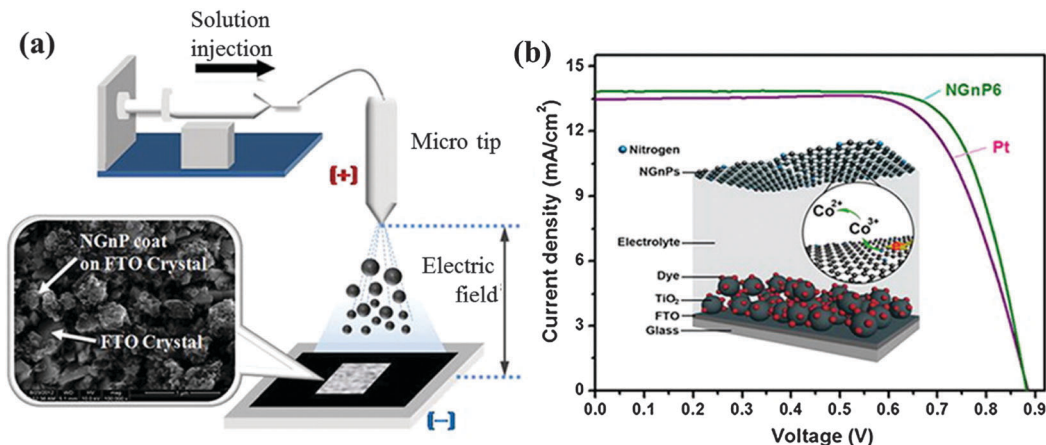 (a)
Solution
injection
Micro tip
(+)
NGnP coat
on FTO Crystal
FTO Crystal
Electric
field
(−)
(b)
Current density (mA/cm²)
15
12
9
6
3
0
NGnP6
Pt
Nitrogen
NGnPs
Co²⁺
Co³⁺
Electrolyte
Dye
TiO₂
FTO
Glass
0.0 0.1 0.2 0.3 0.4 0.5 0.6 0.7 0.8 0.9
Voltage (V)